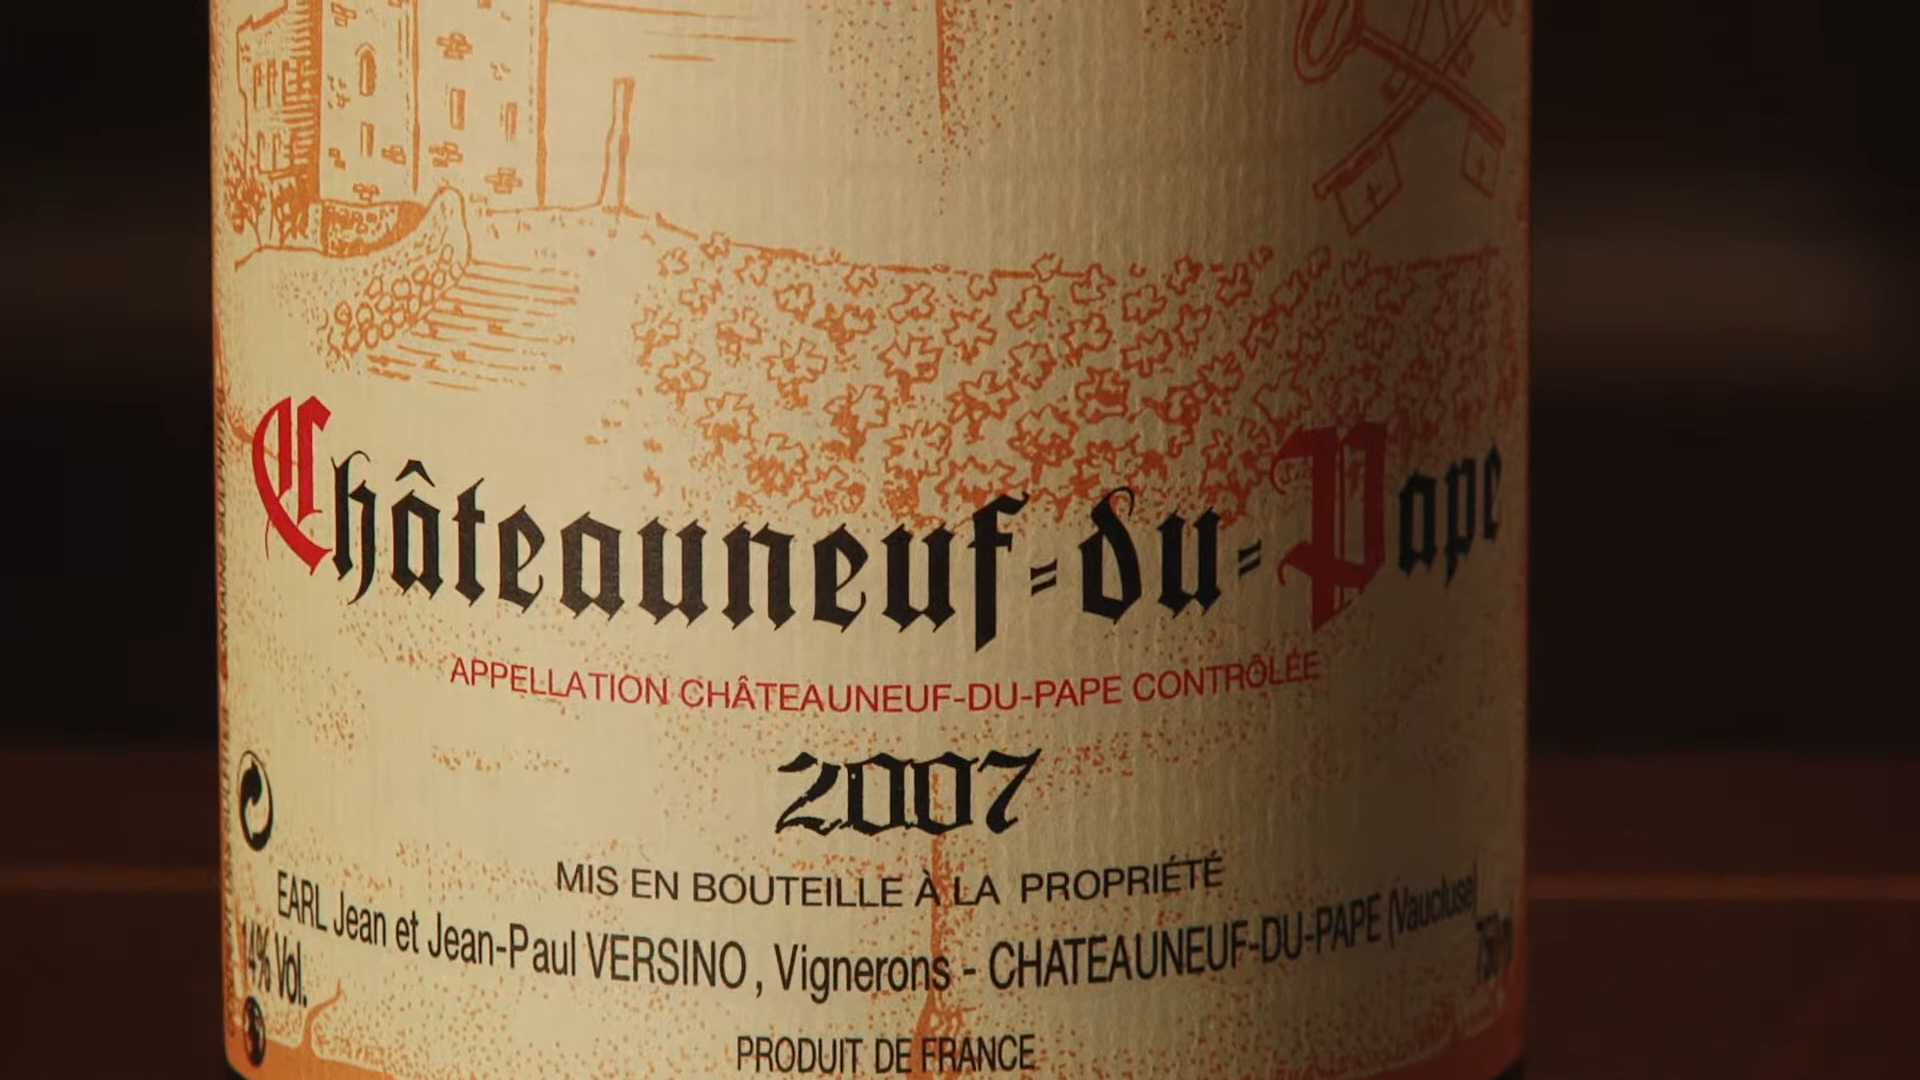 Châteauneuf-du-Pape
APPELLATION CHÂTEAUNEUF-DU-PAPE CONTRÔLÉE
2007
MIS EN BOUTEILLE À LA PROPRIÉTÉ
EARL Jean et Jean-Paul VERSINO, Vignerons - CHATEAUNEUF-DU-PAPE (Vaucluse)
14% Vol.
PRODUIT DE FRANCE